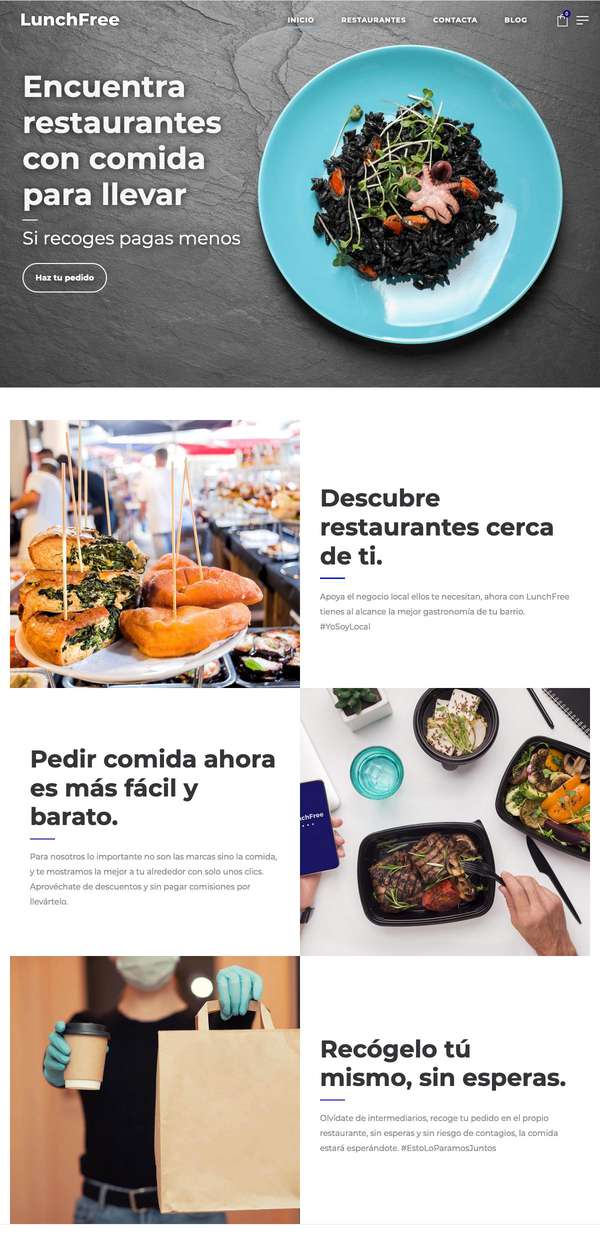 LunchFree
INICIO RESTAURANTES CONTACTA BLOG
0
Encuentra
restaurantes
con comida
para llevar
Si recoges pagas menos
Haz tu pedido
Descubre
restaurantes cerca
de ti.
Apoya el negocio local ellos te necesitan, ahora con LunchFree
tienes al alcance la mejor gastronomía de tu barrio.
#YoSoyLocal
Pedir comida ahora
es más fácil y
barato.
Para nosotros lo importante no son las marcas sino la comida,
y te mostramos la mejor a tu alrededor con solo unos clics.
Aprovéchate de descuentos y sin pagar comisiones por
llevártelo.
nchFree
Recógelo tú
mismo, sin esperas.
Olvídate de intermediarios, recoge tu pedido en el propio
restaurante, sin esperas y sin riesgo de contagios, la comida
estará esperándote. #EstoLoParamosJuntos